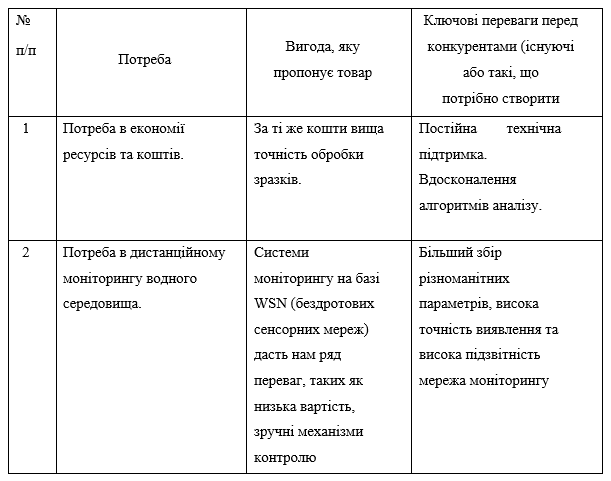 №
п/п
Потреба
Вигода, яку
пропонує товар
Ключові переваги перед
конкурентами (існуючі
або такі, що
потрібно створити
1
Потреба в економії
ресурсів та коштів.
За ті же кошти вища
точність обробки
зразків.
Постійна технічна
підтримка.
Вдосконалення
алгоритмів аналізу.
2
Потреба в дистанційному
моніторингу водного
середовища.
Системи
моніторингу на базі
WSN (бездротових
сенсорних мереж)
дасть нам ряд
переваг, таких як
низька вартість,
зручні механізми
контролю
Більший збір
різноманітних
параметрів, висока
точність виявлення та
висока підзвітність
мережа моніторингу